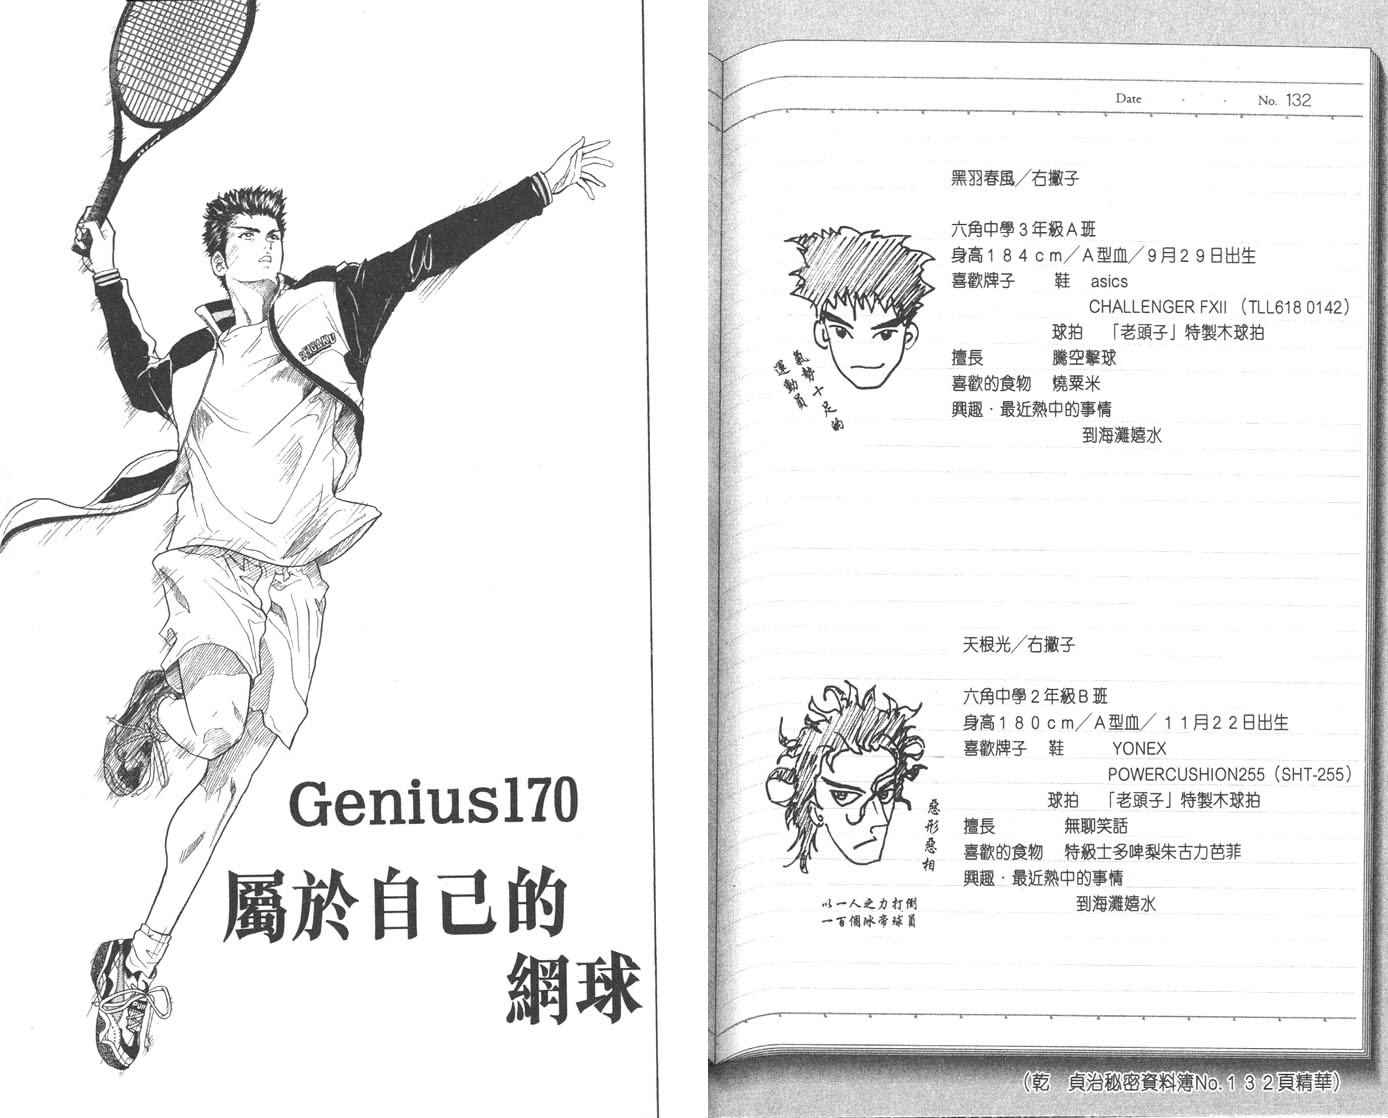 SEIGAKU
Genius170
屬於自己的
網球
Date
No. 132
黑羽春風／右撇子
六角中學3年級A班
身高184cm／A型血／9月29日出生
喜歡牌子 鞋 asics
CHALLENGER FXII（TLL618 0142）
球拍 「老頭子」特製木球拍
擅長 騰空擊球
喜歡的食物 燒粟米
興趣・最近熱中的事情
到海灘嬉水
氣勢十足的
運動員
天根光／右撇子
六角中學2年級B班
身高180cm／A型血／11月22日出生
喜歡牌子 鞋 YONEX
POWERCUSHION255（SHT-255）
球拍 「老頭子」特製木球拍
擅長 無聊笑話
喜歡的食物 特級士多啤梨朱古力芭菲
興趣・最近熱中的事情
到海灘嬉水
惡形惡相
以一人之力打倒
一百個冰帝球員
（乾 貞治秘密資料簿No.132頁精華）